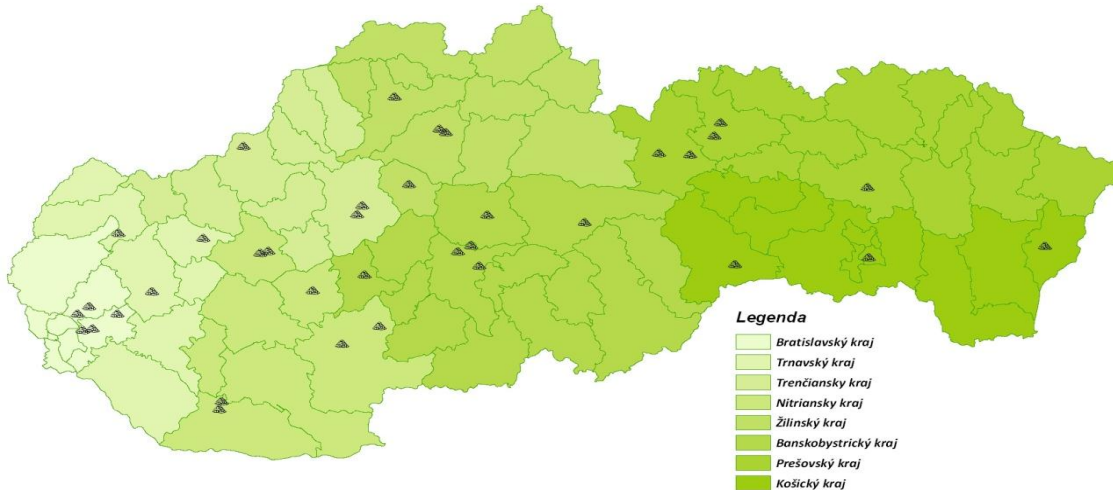 Legenda
Bratislavský kraj
Trnavský kraj
Trenčiansky kraj
Nitriansky kraj
Žilinský kraj
Banskobystrický kraj
Prešovský kraj
Košický kraj